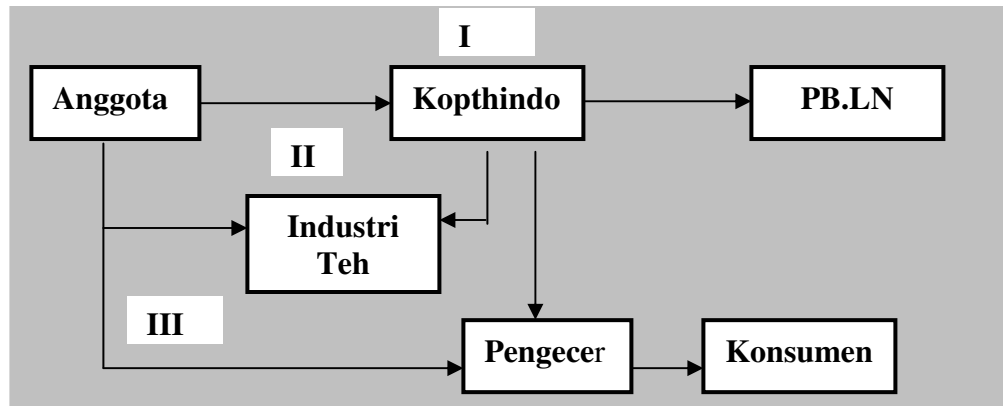 I
Anggota
Kopthindo
PB.LN
II
Industri
Teh
III
Pengecer
Konsumen